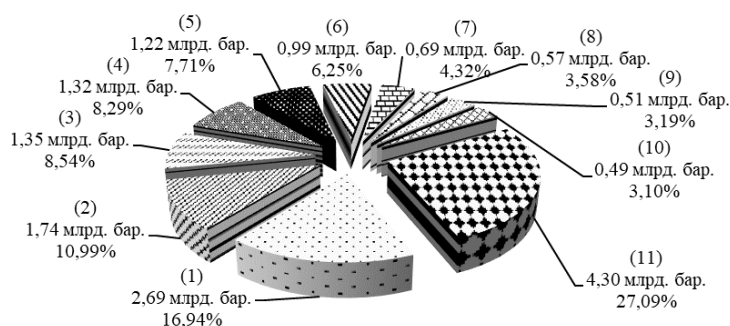 (1)
2,69 млрд. бар.
16,94%
(2)
1,74 млрд. бар.
10,99%
(3)
1,35 млрд. бар.
8,54%
(4)
1,32 млрд. бар.
8,29%
(5)
1,22 млрд. бар.
7,71%
(6)
0,99 млрд. бар.
6,25%
(7)
0,69 млрд. бар.
4,32%
(8)
0,57 млрд. бар.
3,58%
(9)
0,51 млрд. бар.
3,19%
(10)
0,49 млрд. бар.
3,10%
(11)
4,30 млрд. бар.
27,09%